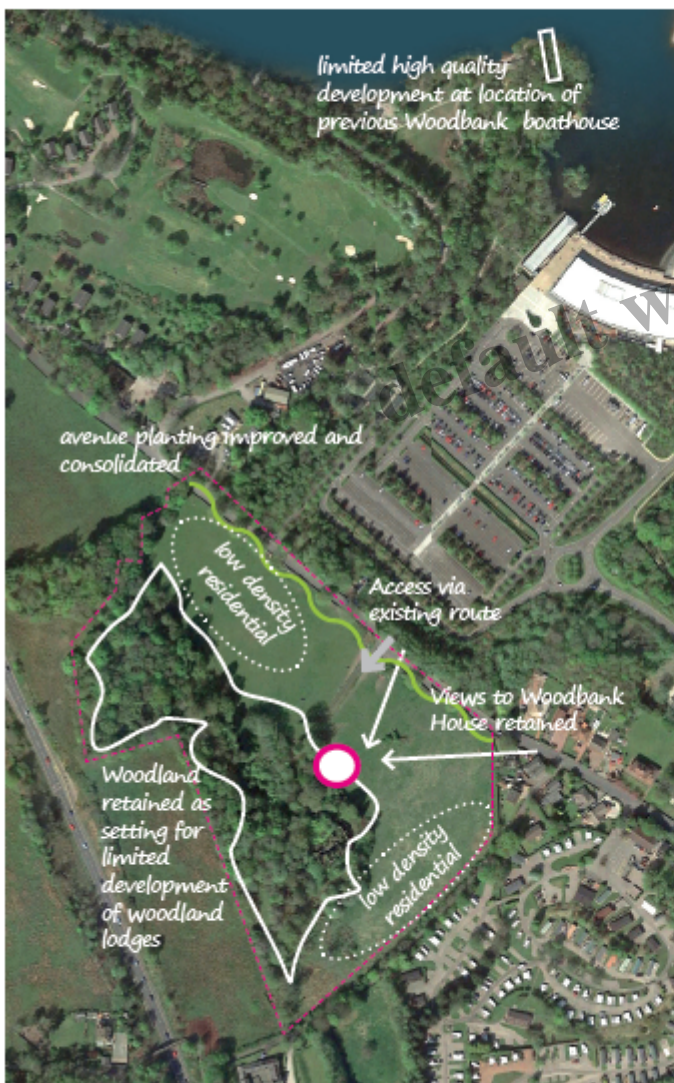 limited high quality
development at location of
previous Woodbank boathouse
default w
avenue planting improved and
consolidated
low density
residential
Access via
existing route
Views to Woodbank
House retained
Woodland
retained as
setting for
limited
development
of woodland
lodges
low density
residential